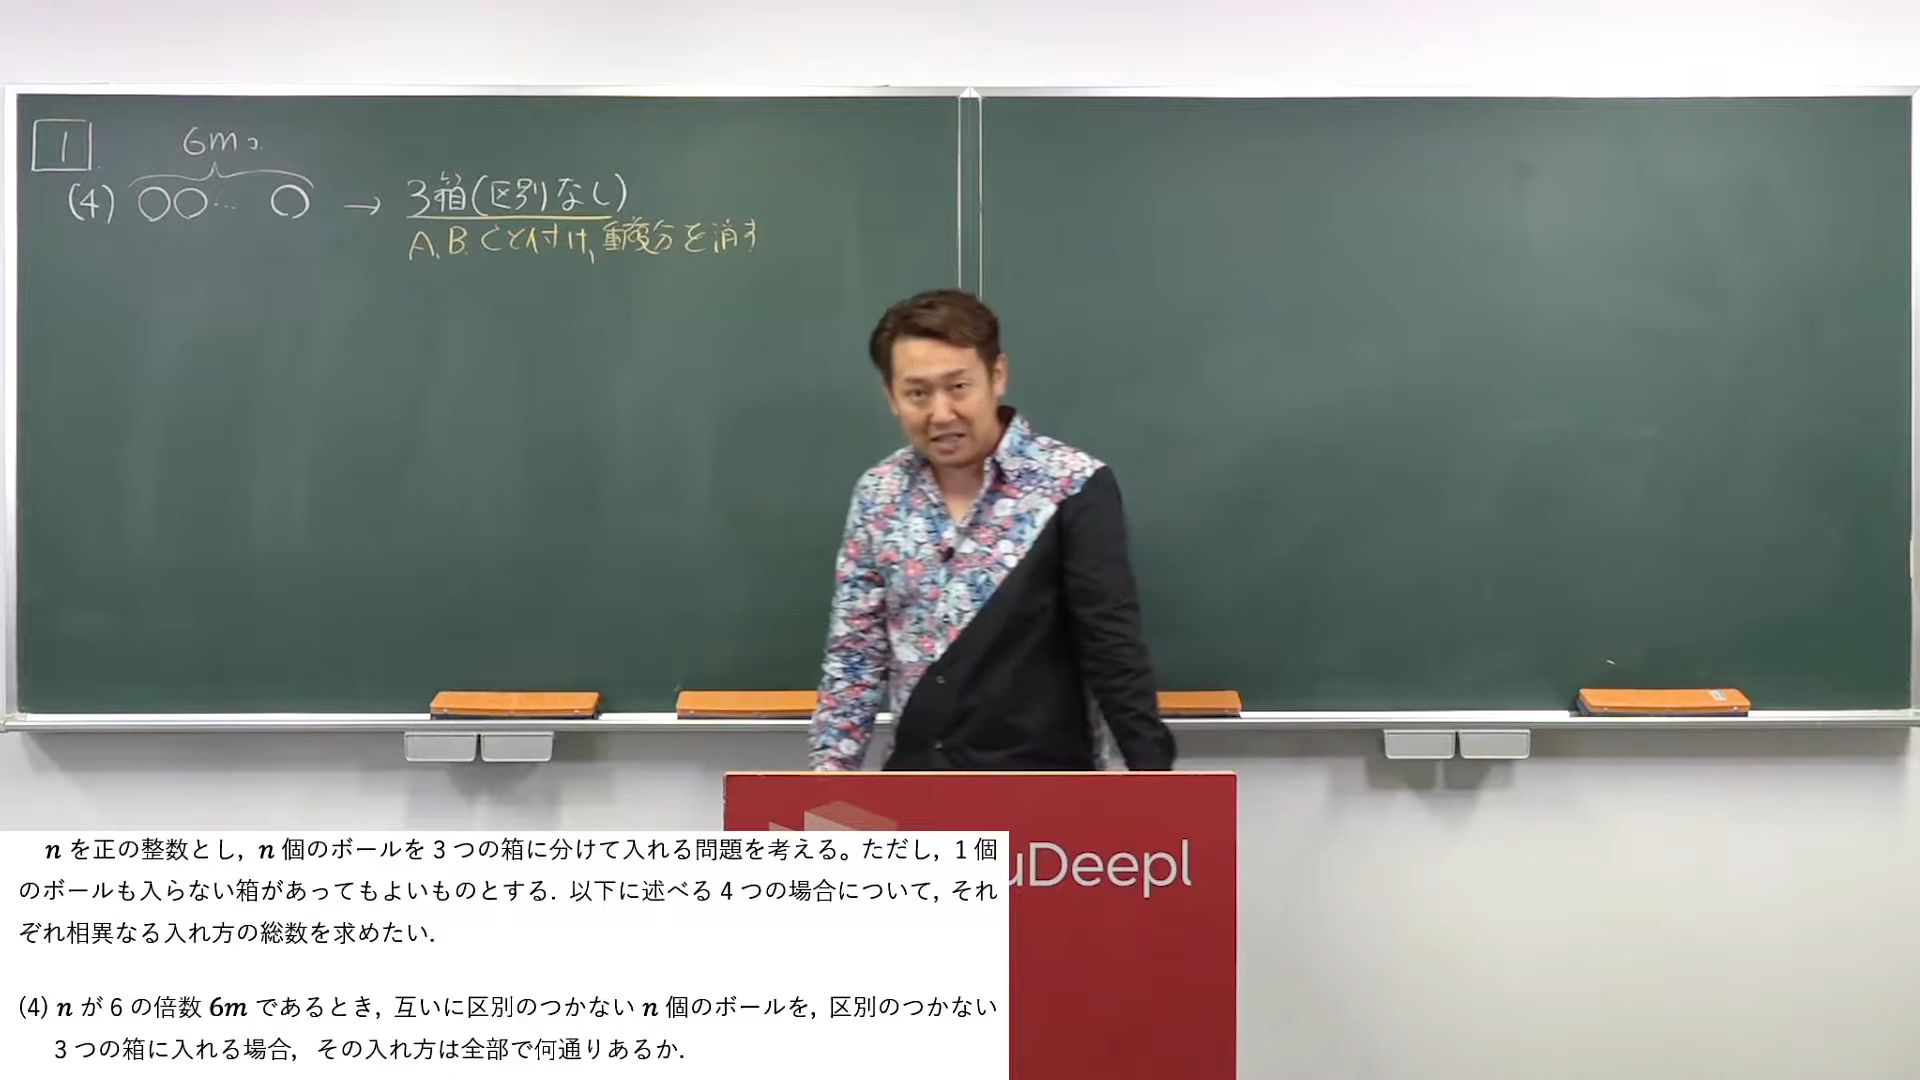 1
6mコ
(4) ○○… ○ → 3箱(区別なし)
A, B, Cと付け, 重複分を消す
uDeepl
n を正の整数とし, n 個のボールを 3 つの箱に分けて入れる問題を考える。ただし, 1 個
のボールも入らない箱があってもよいものとする. 以下に述べる 4 つの場合について, それ
ぞれ相異なる入れ方の総数を求めたい.
(4) n が 6 の倍数 6m であるとき, 互いに区別のつかない n 個のボールを, 区別のつかない
3 つの箱に入れる場合, その入れ方は全部で何通りあるか.